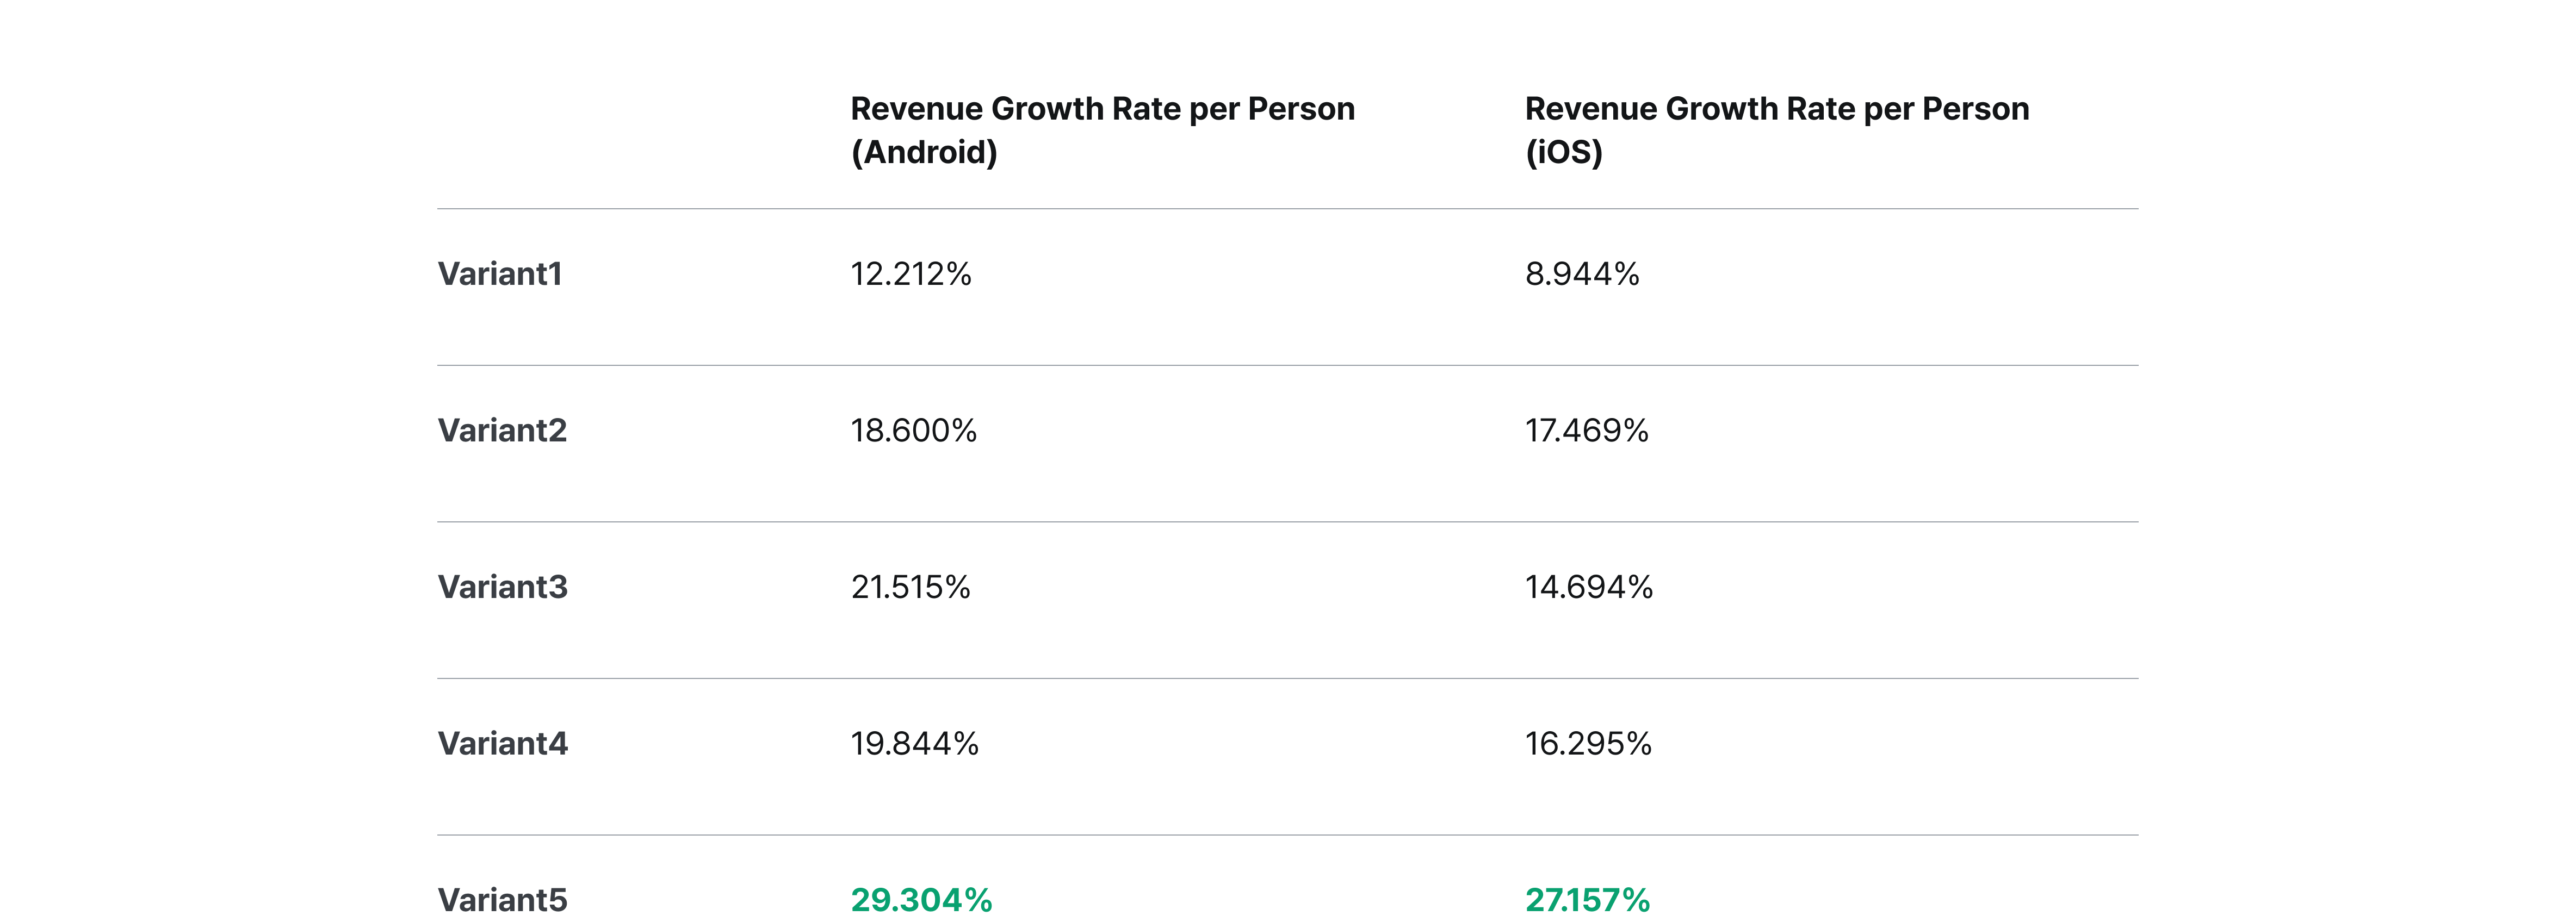 Revenue Growth Rate per Person
(Android)
Revenue Growth Rate per Person
(iOS)
Variant1 12.212% 8.944%
Variant2 18.600% 17.469%
Variant3 21.515% 14.694%
Variant4 19.844% 16.295%
Variant5 29.304% 27.157%